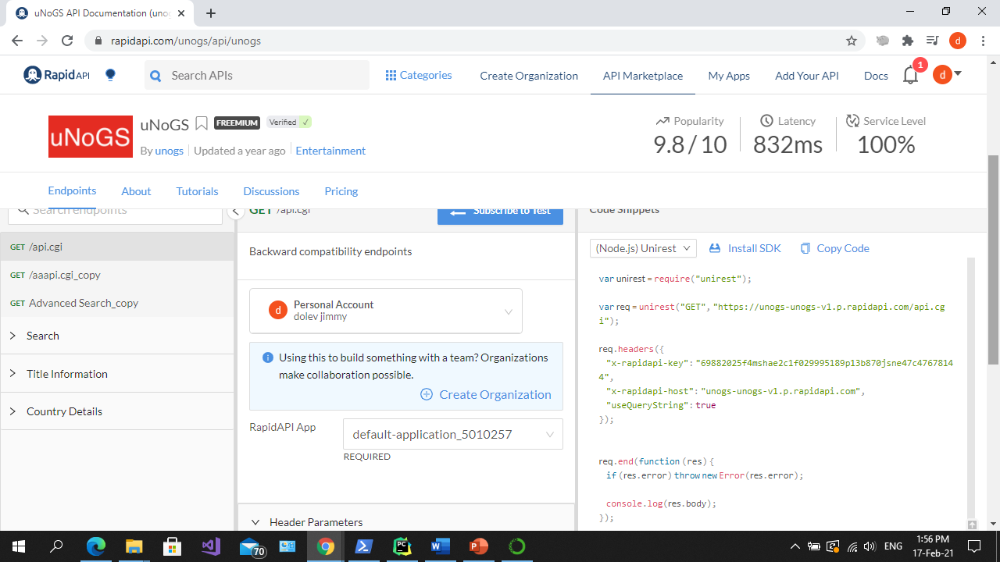 uNoGS API Documentation (unog
rapidapi.com/unogs/api/unogs
d
Rapid API
Search APIs
Categories
Create Organization
API Marketplace
My Apps
Add Your API
Docs
1
d
uNoGS
uNoGS
FREEMIUM
Verified ✓
By unogs
Updated a year ago
Entertainment
Popularity
9.8 / 10
Latency
832ms
Service Level
100%
Endpoints
About
Tutorials
Discussions
Pricing
Search endpoints
GET /api.cgi
GET /aaapi.cgi_copy
GET Advanced Search_copy
Search
Title Information
Country Details
GET /api.cgi
Subscribe to Test
Backward compatibility endpoints
d
Personal Account
dolev jimmy
Using this to build something with a team? Organizations
make collaboration possible.
Create Organization
RapidAPI App
default-application_5010257
REQUIRED
Header Parameters
Code Snippets
(Node.js) Unirest
Install SDK
Copy Code
var unirest = require("unirest");
var req = unirest("GET", "https://unogs-unogs-v1.p.rapidapi.com/api.cg
i");
req.headers({
"x-rapidapi-key": "69882025f4mshae2c1f029995189p13b870jsne47c4767814
4",
"x-rapidapi-host": "unogs-unogs-v1.p.rapidapi.com",
"useQueryString": true
});
req.end(function (res) {
if (res.error) throw new Error(res.error);
console.log(res.body);
});
70
ENG
1:56 PM
17-Feb-21